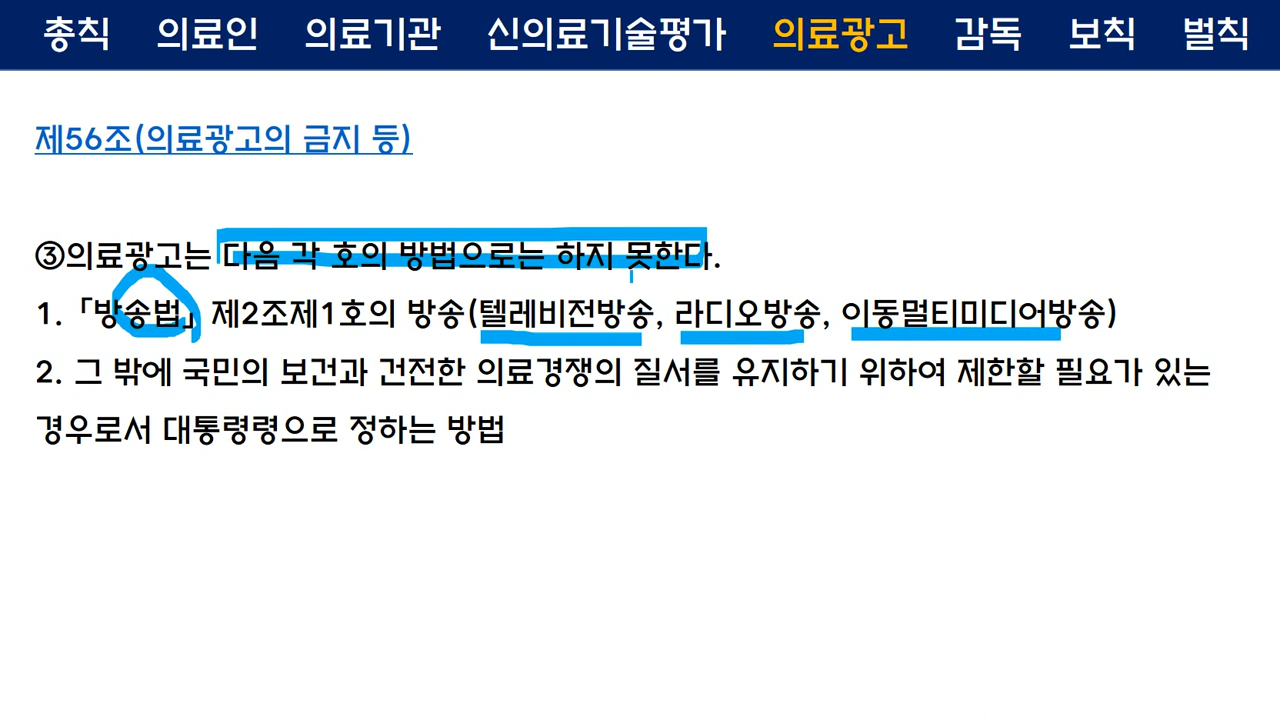 총칙 의료인 의료기관 신의료기술평가 의료광고 감독 보칙 벌칙
제56조(의료광고의 금지 등)
③의료광고는 다음 각 호의 방법으로는 하지 못한다.
1. 「방송법」 제2조제1호의 방송(텔레비전방송, 라디오방송, 이동멀티미디어방송)
2. 그 밖에 국민의 보건과 건전한 의료경쟁의 질서를 유지하기 위하여 제한할 필요가 있는
경우로서 대통령령으로 정하는 방법